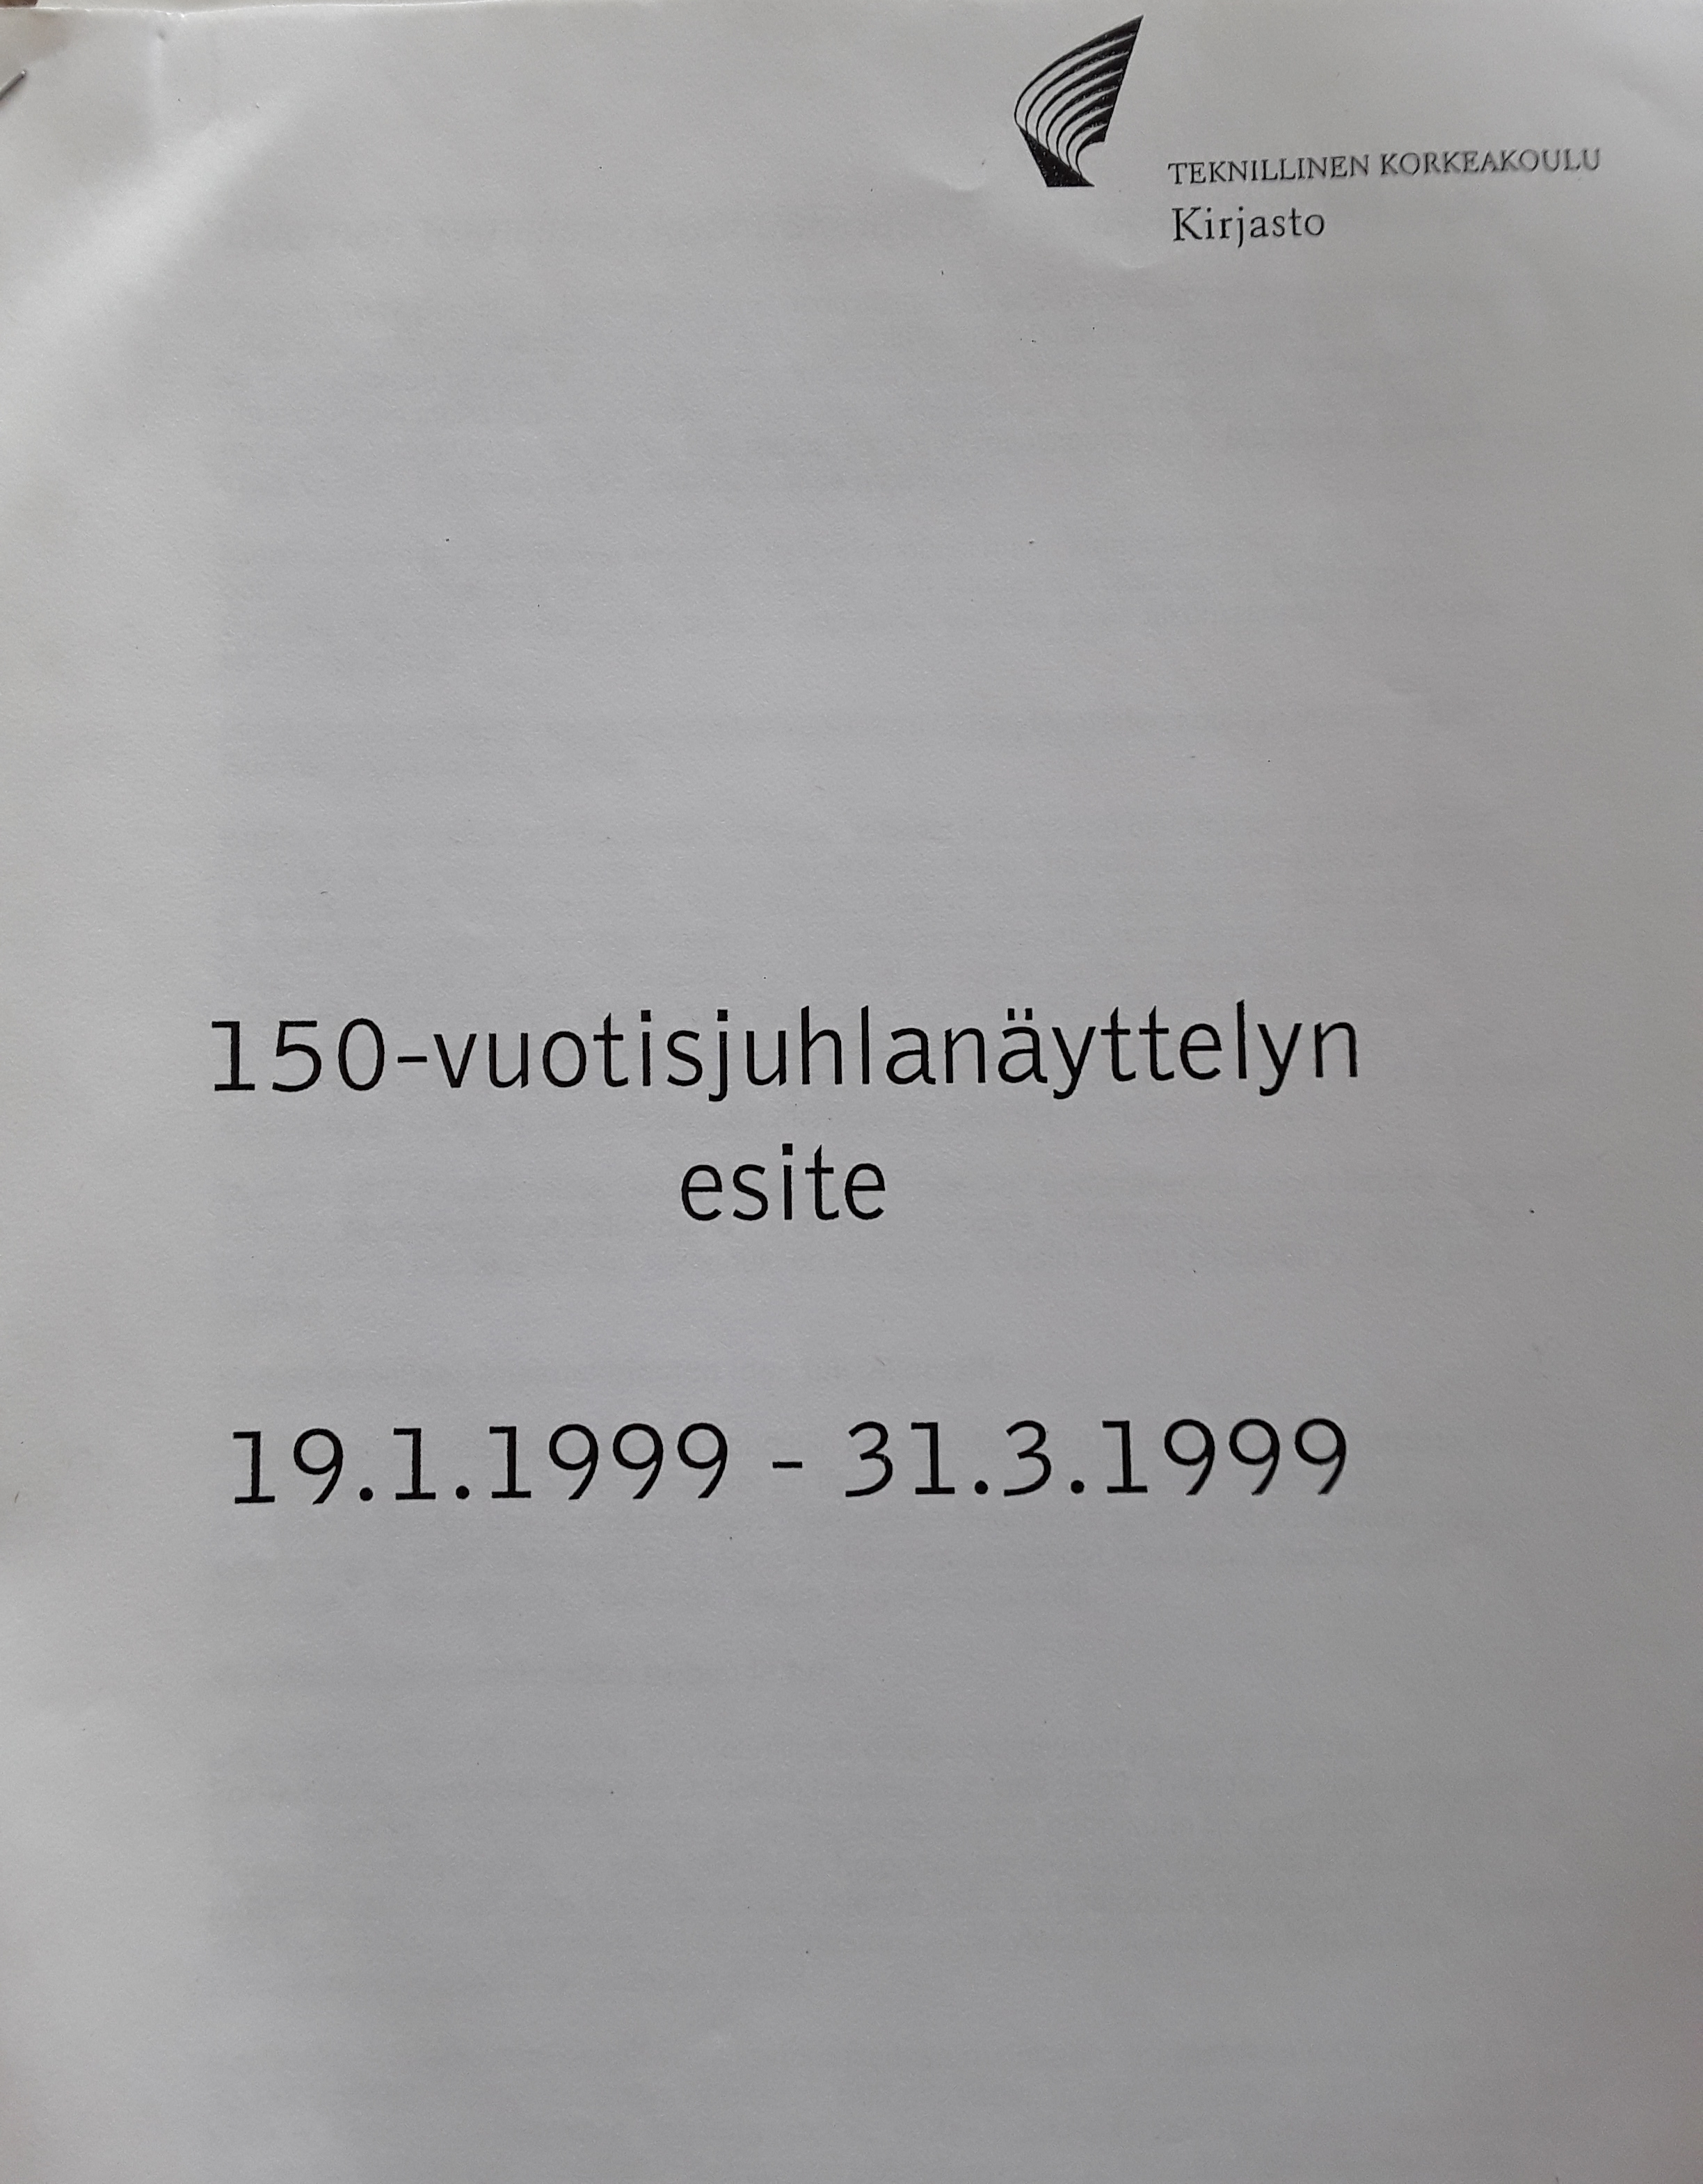 TEKNILLINEN KORKEAKOULU
Kirjasto
150-vuotisjuhlanäyttelyn
esite
19.1.1999 - 31.3.1999